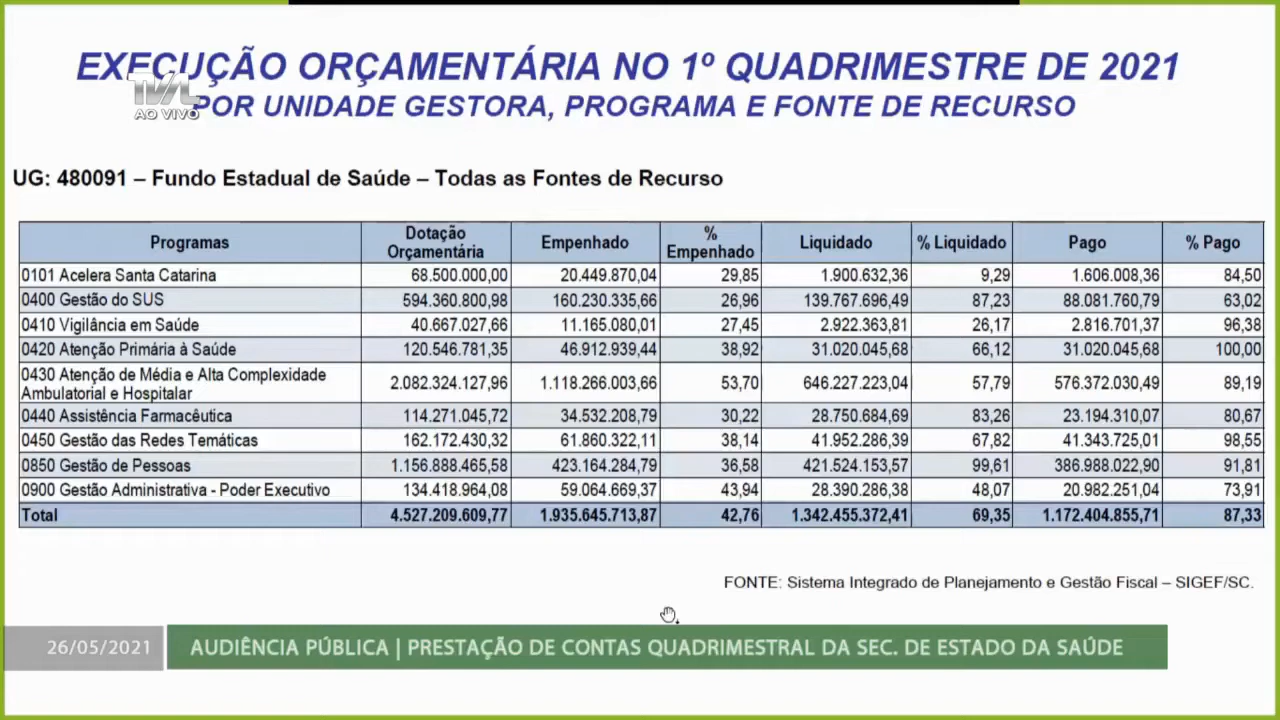 EXECUÇÃO ORÇAMENTÁRIA NO 1º QUADRIMESTRE DE 2021
TVAL
AO VIVO
POR UNIDADE GESTORA, PROGRAMA E FONTE DE RECURSO
UG: 480091 – Fundo Estadual de Saúde – Todas as Fontes de Recurso
Programas Dotação Orçamentária Empenhado % Empenhado Liquidado % Liquidado Pago % Pago
0101 Acelera Santa Catarina 68.500.000,00 20.449.870,04 29,85 1.900.632,36 9,29 1.606.008,36 84,50
0400 Gestão do SUS 594.360.800,98 160.230.335,66 26,96 139.767.696,49 87,23 88.081.760,79 63,02
0410 Vigilância em Saúde 40.667.027,66 11.165.080,01 27,45 2.922.363,81 26,17 2.816.701,37 96,38
0420 Atenção Primária à Saúde 120.546.781,35 46.912.939,44 38,92 31.020.045,68 66,12 31.020.045,68 100,00
0430 Atenção de Média e Alta Complexidade
Ambulatorial e Hospitalar 2.082.324.127,96 1.118.266.003,66 53,70 646.227.223,04 57,79 576.372.030,49 89,19
0440 Assistência Farmacêutica 114.271.045,72 34.532.208,79 30,22 28.750.684,69 83,26 23.194.310,07 80,67
0450 Gestão das Redes Temáticas 162.172.430,32 61.860.322,11 38,14 41.952.286,39 67,82 41.343.725,01 98,55
0850 Gestão de Pessoas 1.156.888.465,58 423.164.284,79 36,58 421.524.153,57 99,61 386.988.022,90 91,81
0900 Gestão Administrativa - Poder Executivo 134.418.964,08 59.064.669,37 43,94 28.390.286,38 48,07 20.982.251,04 73,91
Total 4.527.209.609,77 1.935.645.713,87 42,76 1.342.455.372,41 69,35 1.172.404.855,71 87,33
FONTE: Sistema Integrado de Planejamento e Gestão Fiscal – SIGEF/SC.
26/05/2021 AUDIÊNCIA PÚBLICA | PRESTAÇÃO DE CONTAS QUADRIMESTRAL DA SEC. DE ESTADO DA SAÚDE